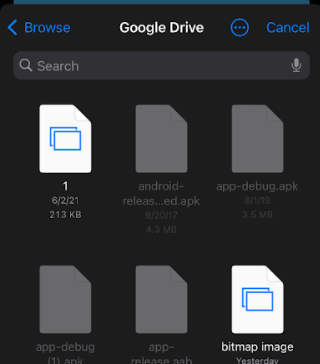 Browse Google Drive Cancel
Search
1
6/2/21
213 KB
android-
releas...ed.apk
9/20/17
4.3 MB
app-debug.apk
8/1/19
3.5 MB
app-debug
(1).apk
app-
release.aab
bitmap image
Yesterday